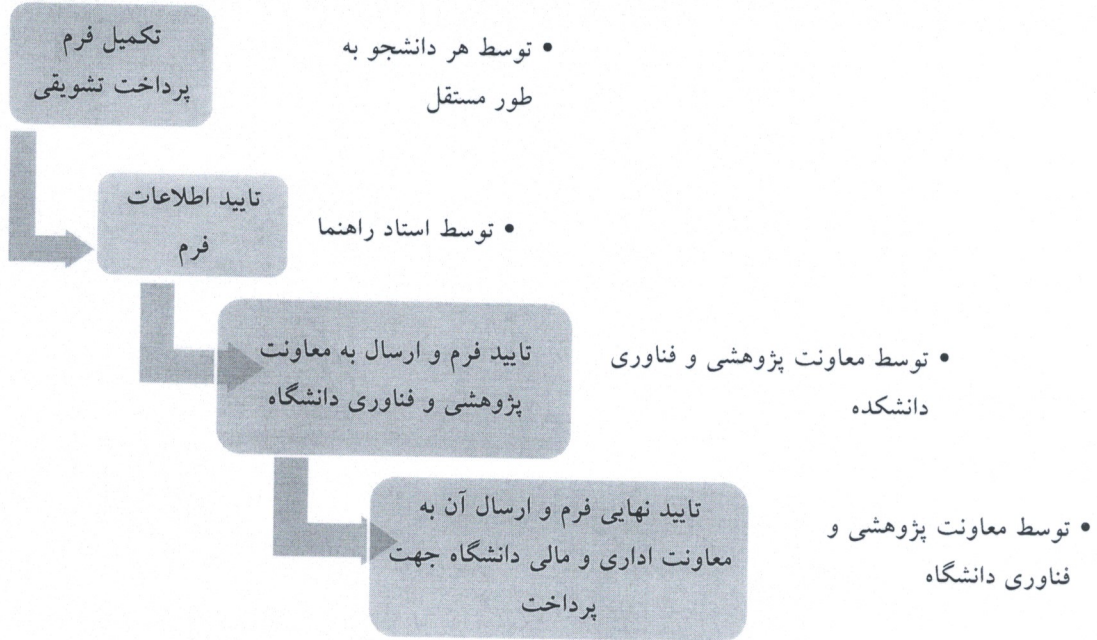 تکمیل فرم
پرداخت تشویقی
• توسط هر دانشجو به
طور مستقل
تایید اطلاعات
فرم
• توسط استاد راهنما
تایید فرم و ارسال به معاونت
پژوهشی و فناوری دانشگاه
• توسط معاونت پژوهشی و فناوری
دانشکده
تایید نهایی فرم و ارسال آن به
معاونت اداری و مالی دانشگاه جهت
پرداخت
• توسط معاونت پژوهشی و
فناوری دانشگاه